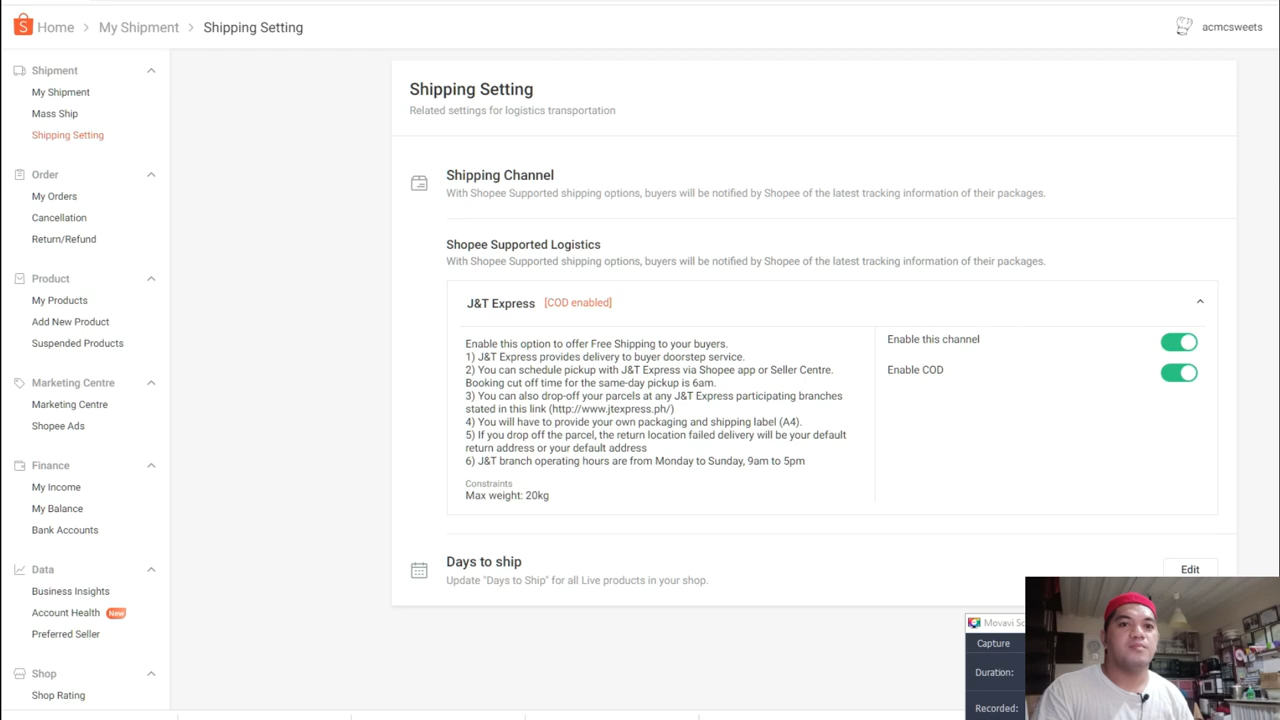 Home > My Shipment > Shipping Setting
acmcsweets
Shipment
My Shipment
Mass Ship
Shipping Setting
Order
My Orders
Cancellation
Return/Refund
Product
My Products
Add New Product
Suspended Products
Marketing Centre
Marketing Centre
Shopee Ads
Finance
My Income
My Balance
Bank Accounts
Data
Business Insights
Account Health New
Preferred Seller
Shop
Shop Rating
Shipping Setting
Related settings for logistics transportation
Shipping Channel
With Shopee Supported shipping options, buyers will be notified by Shopee of the latest tracking information of their packages.
Shopee Supported Logistics
With Shopee Supported shipping options, buyers will be notified by Shopee of the latest tracking information of their packages.
J&T Express [COD enabled]
Enable this option to offer Free Shipping to your buyers.
1) J&T Express provides delivery to buyer doorstep service.
2) You can schedule pickup with J&T Express via Shopee app or Seller Centre.
Booking cut off time for the same-day pickup is 6am.
3) You can also drop-off your parcels at any J&T Express participating branches
stated in this link (http://www.jtexpress.ph/)
4) You will have to provide your own packaging and shipping label (A4).
5) If you drop off the parcel, the return location failed delivery will be your default
return address or your default address
6) J&T branch operating hours are from Monday to Sunday, 9am to 5pm
Constraints
Max weight: 20kg
Enable this channel
Enable COD
Days to ship
Update "Days to Ship" for all Live products in your shop.
Edit
Movavi
Capture
Duration:
Recorded: